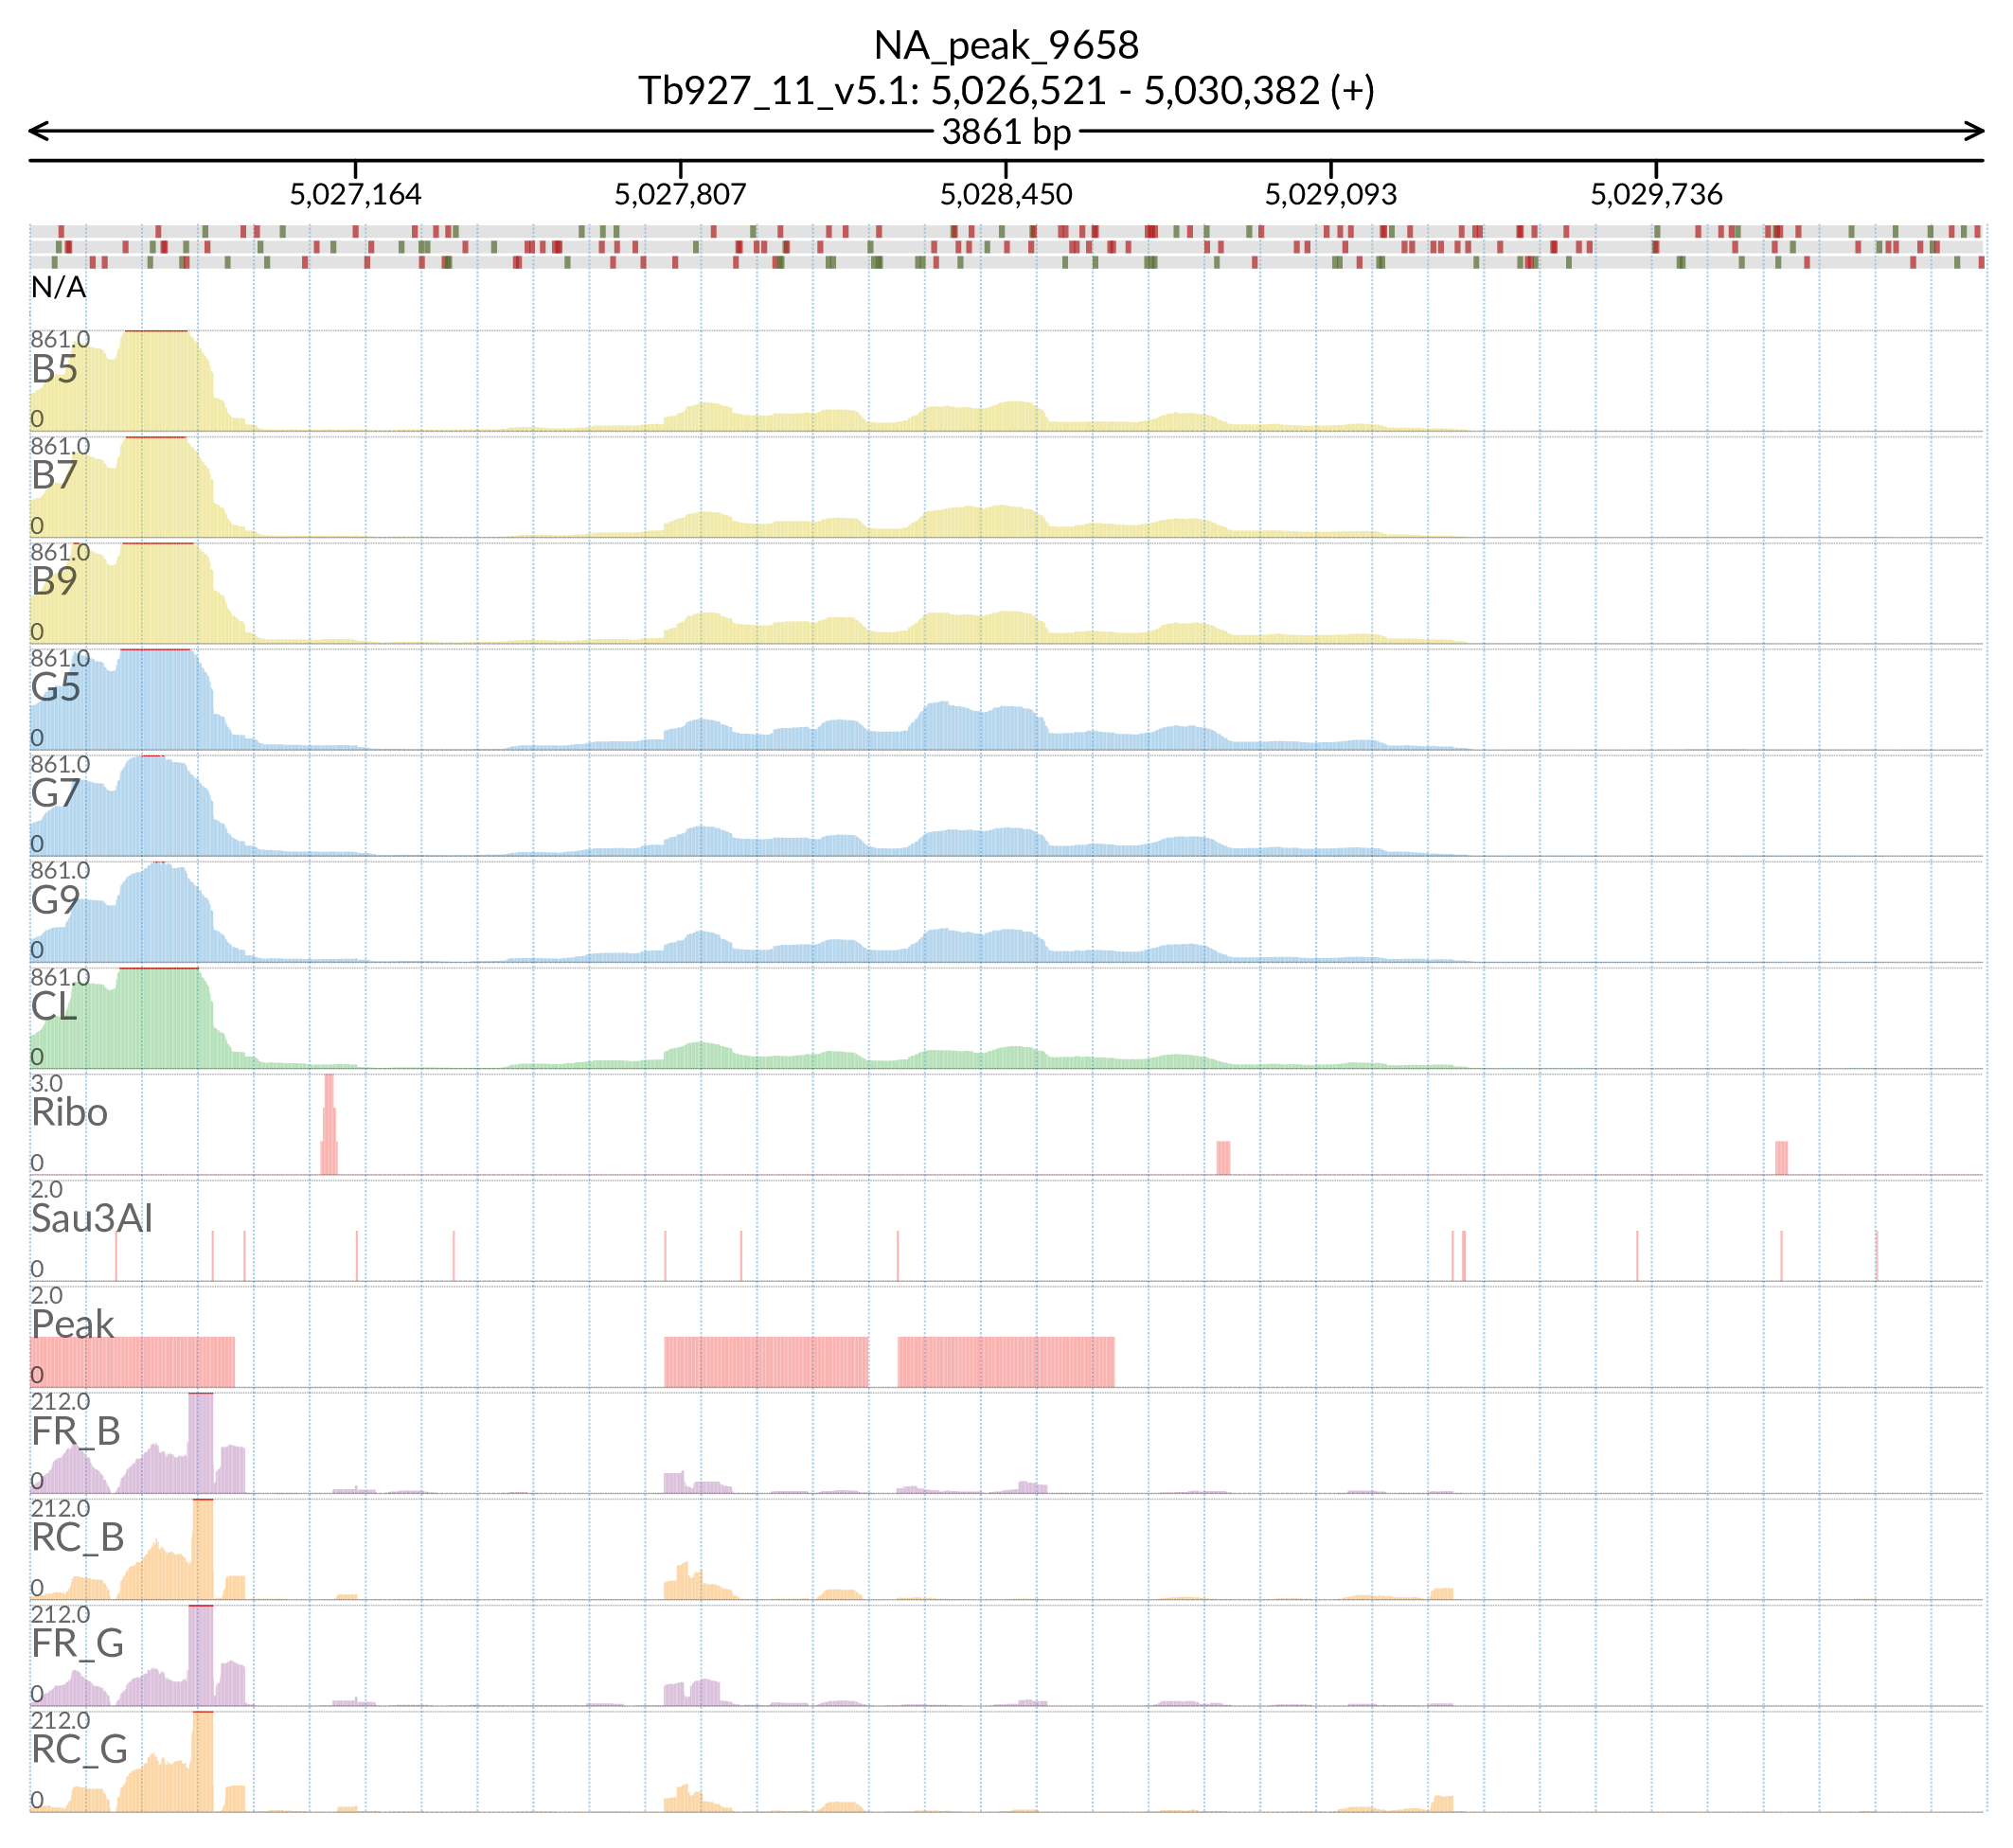 NA_peak_9658
Tb927_11_v5.1: 5,026,521 - 5,030,382 (+)
3861 bp
5,027,164 5,027,807 5,028,450 5,029,093 5,029,736
N/A
861.0
B5
0
861.0
B7
0
861.0
B9
0
861.0
G5
0
861.0
G7
0
861.0
G9
0
861.0
CL
0
3.0
Ribo
0
2.0
Sau3AI
0
2.0
Peak
0
212.0
FR_B
0
212.0
RC_B
0
212.0
FR_G
0
212.0
RC_G
0